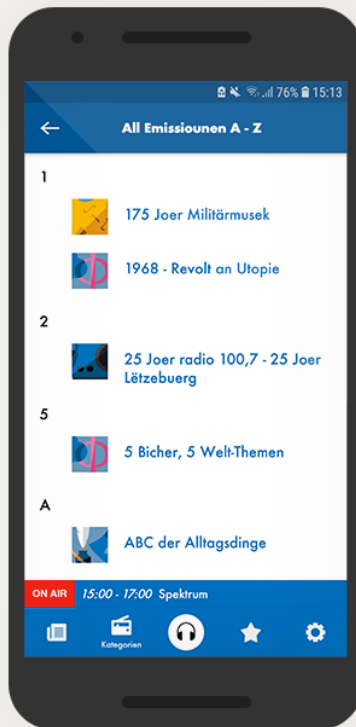 76% 15:13
All Emissiounen A - Z
1
175 Joer Militärmusek
1968 - Revolt an Utopie
2
25 Joer radio 100,7 - 25 Joer
Lëtzebuerg
5
5 Bicher, 5 Welt-Themen
A
ABC der Alltagsdinge
ON AIR 15:00 - 17:00 Spektrum
Kategorien